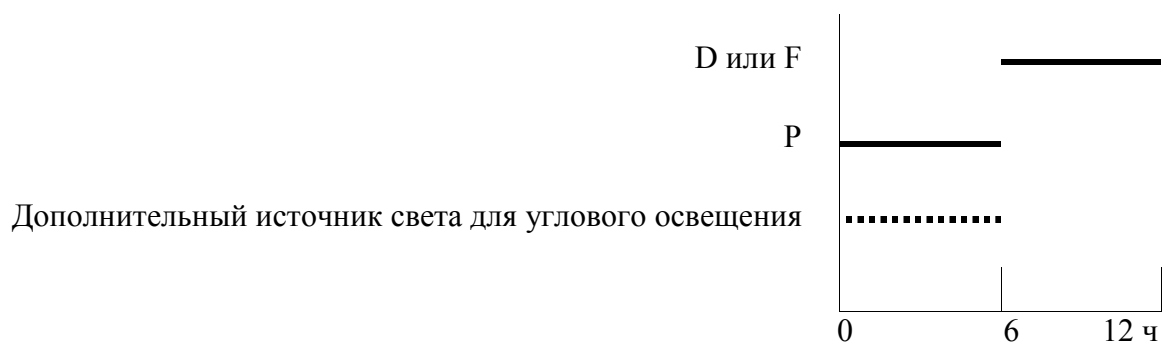 D или F
P
Дополнительный источник света для углового освещения
0 6 12 ч